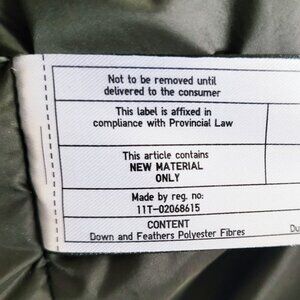 Not to be removed until
delivered to the consumer
This label is affixed in
compliance with Provincial Law
This article contains
NEW MATERIAL
ONLY
Made by reg. no:
11T-02068615
CONTENT
Down and Feathers Polyester Fibres